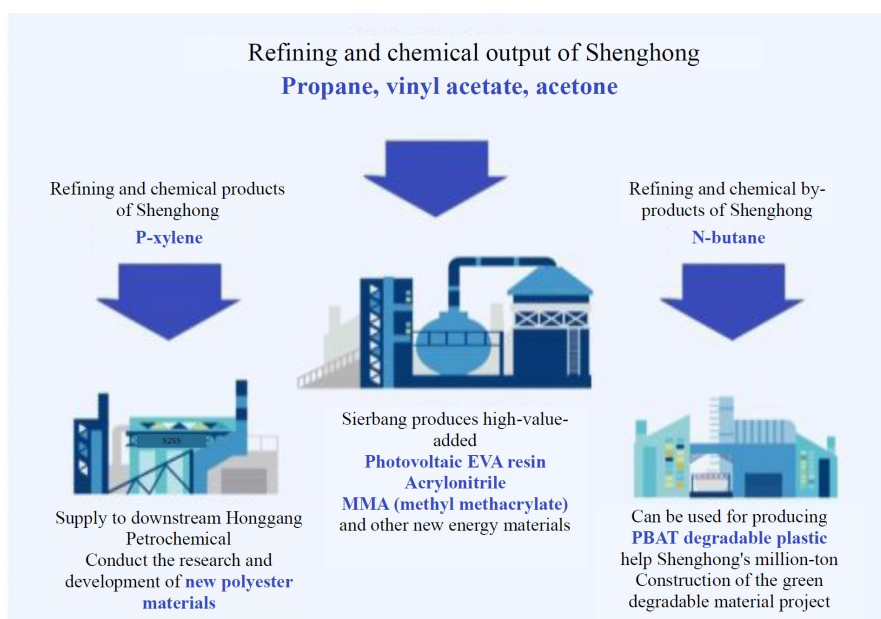 Refining and chemical output of Shenghong
Propane, vinyl acetate, acetone
Refining and chemical products
of Shenghong
P-xylene
Supply to downstream Honggang
Petrochemical
Conduct the research and
development of new polyester
materials
Sierbang produces high-value-
added
Photovoltaic EVA resin
Acrylonitrile
MMA (methyl methacrylate)
and other new energy materials
Refining and chemical by-
products of Shenghong
N-butane
Can be used for producing
PBAT degradable plastic
help Shenghong's million-ton
Construction of the green
degradable material project